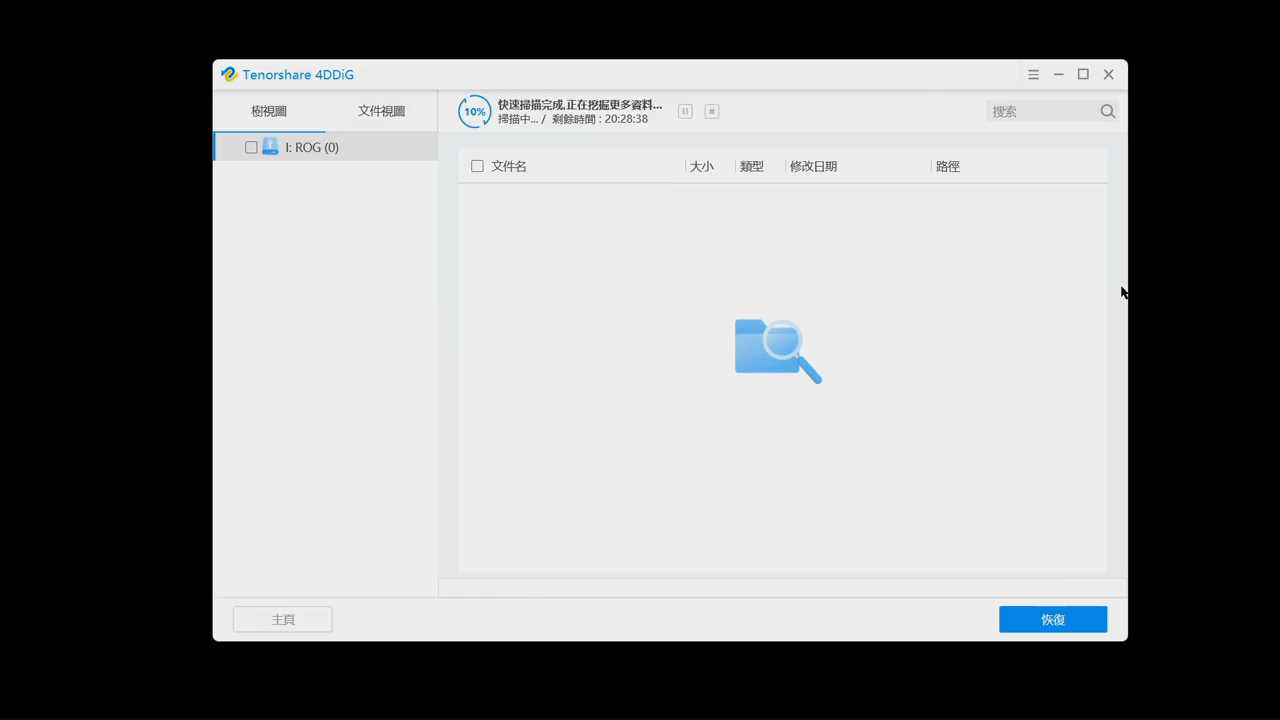 Tenorshare 4DDiG
樹視圖 文件視圖
10%
快速掃描完成,正在挖掘更多資料...
掃描中... / 剩餘時間 : 20:28:38
搜索
I: ROG (0)
文件名 大小 類型 修改日期 路徑
主頁 恢復